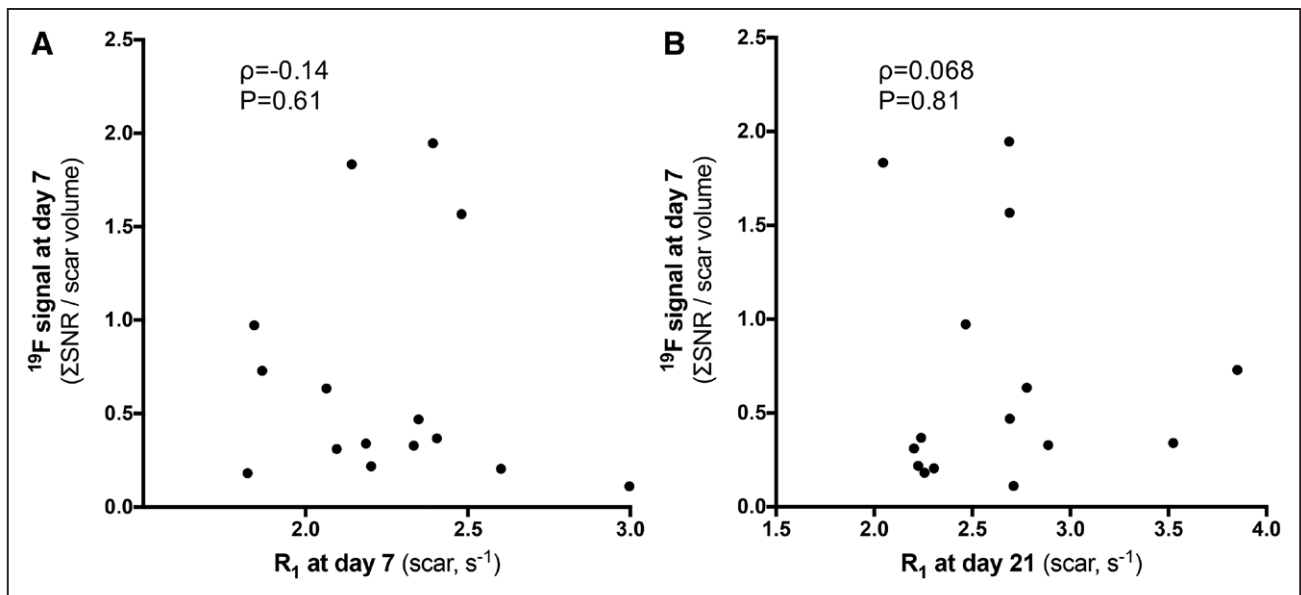 A
ρ=-0.14
P=0.61
¹⁹F signal at day 7
(ΣSNR / scar volume)
2.5
2.0
1.5
1.0
0.5
0.0
2.0 2.5 3.0
R₁ at day 7 (scar, s⁻¹)
B
ρ=0.068
P=0.81
¹⁹F signal at day 7
(ΣSNR / scar volume)
2.5
2.0
1.5
1.0
0.5
0.0
1.5 2.0 2.5 3.0 3.5 4.0
R₁ at day 21 (scar, s⁻¹)